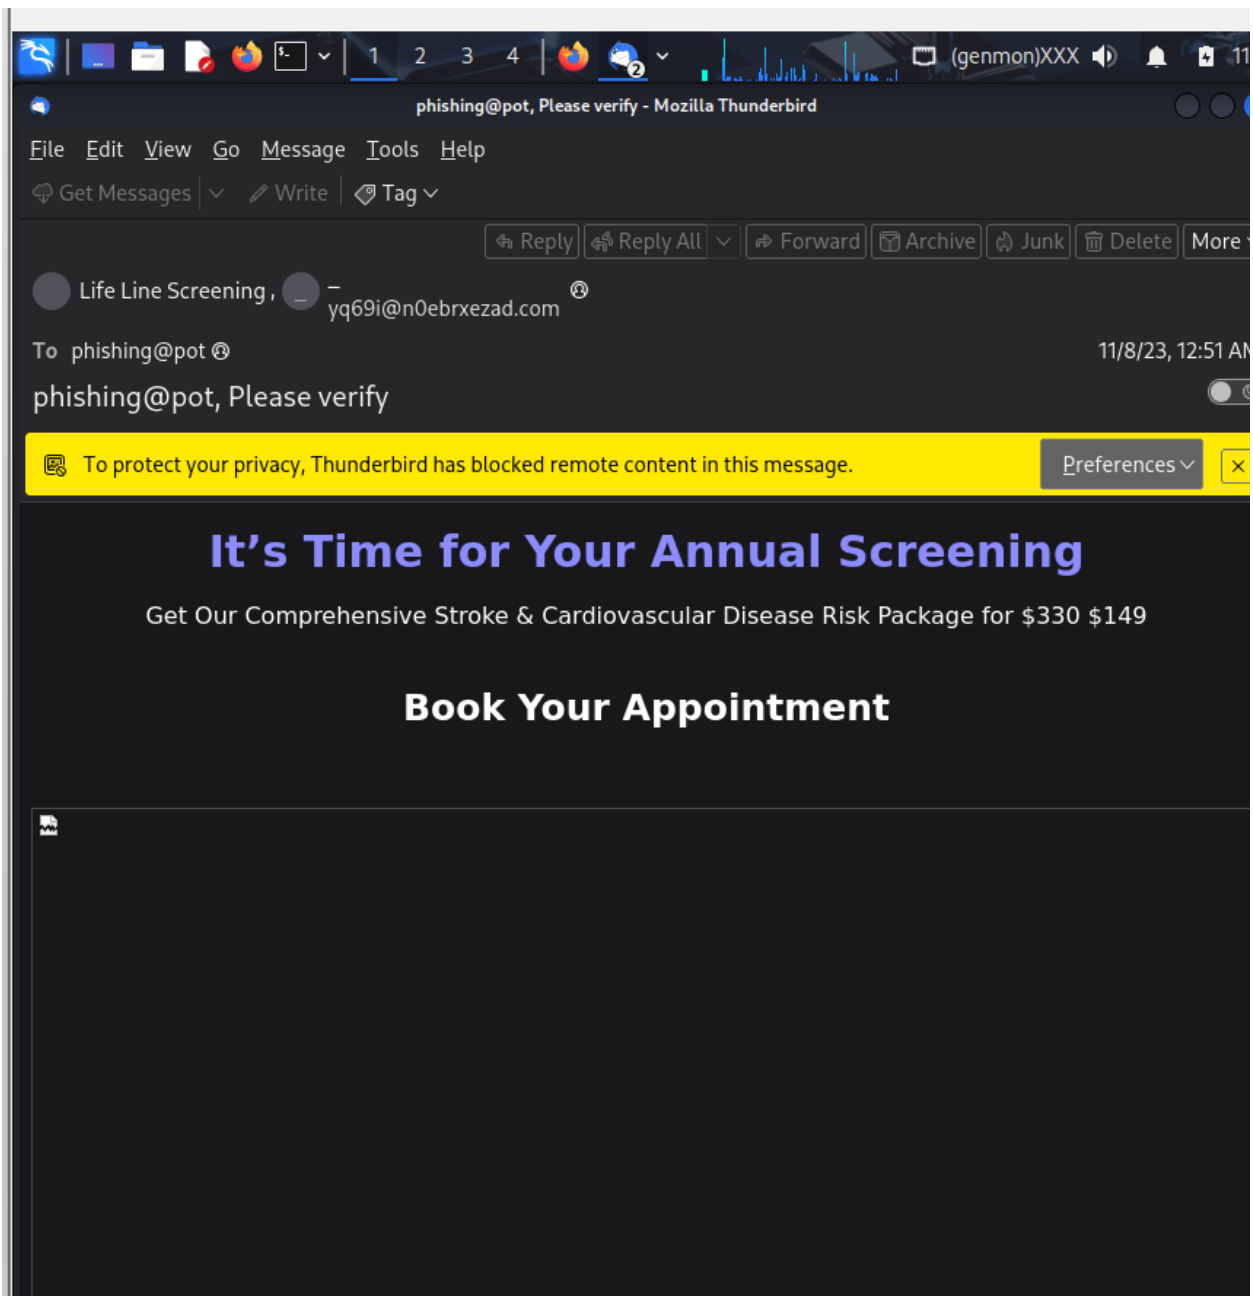 1 2 3 4 2 (genmon)XXX 11
phishing@pot, Please verify - Mozilla Thunderbird
File Edit View Go Message Tools Help
Get Messages Write Tag
Reply Reply All Forward Archive Junk Delete More
Life Line Screening , _ _
yq69i@n0ebrxezad.com
To phishing@pot 11/8/23, 12:51 AM
phishing@pot, Please verify
To protect your privacy, Thunderbird has blocked remote content in this message. Preferences
It’s Time for Your Annual Screening
Get Our Comprehensive Stroke & Cardiovascular Disease Risk Package for $330 $149
Book Your Appointment